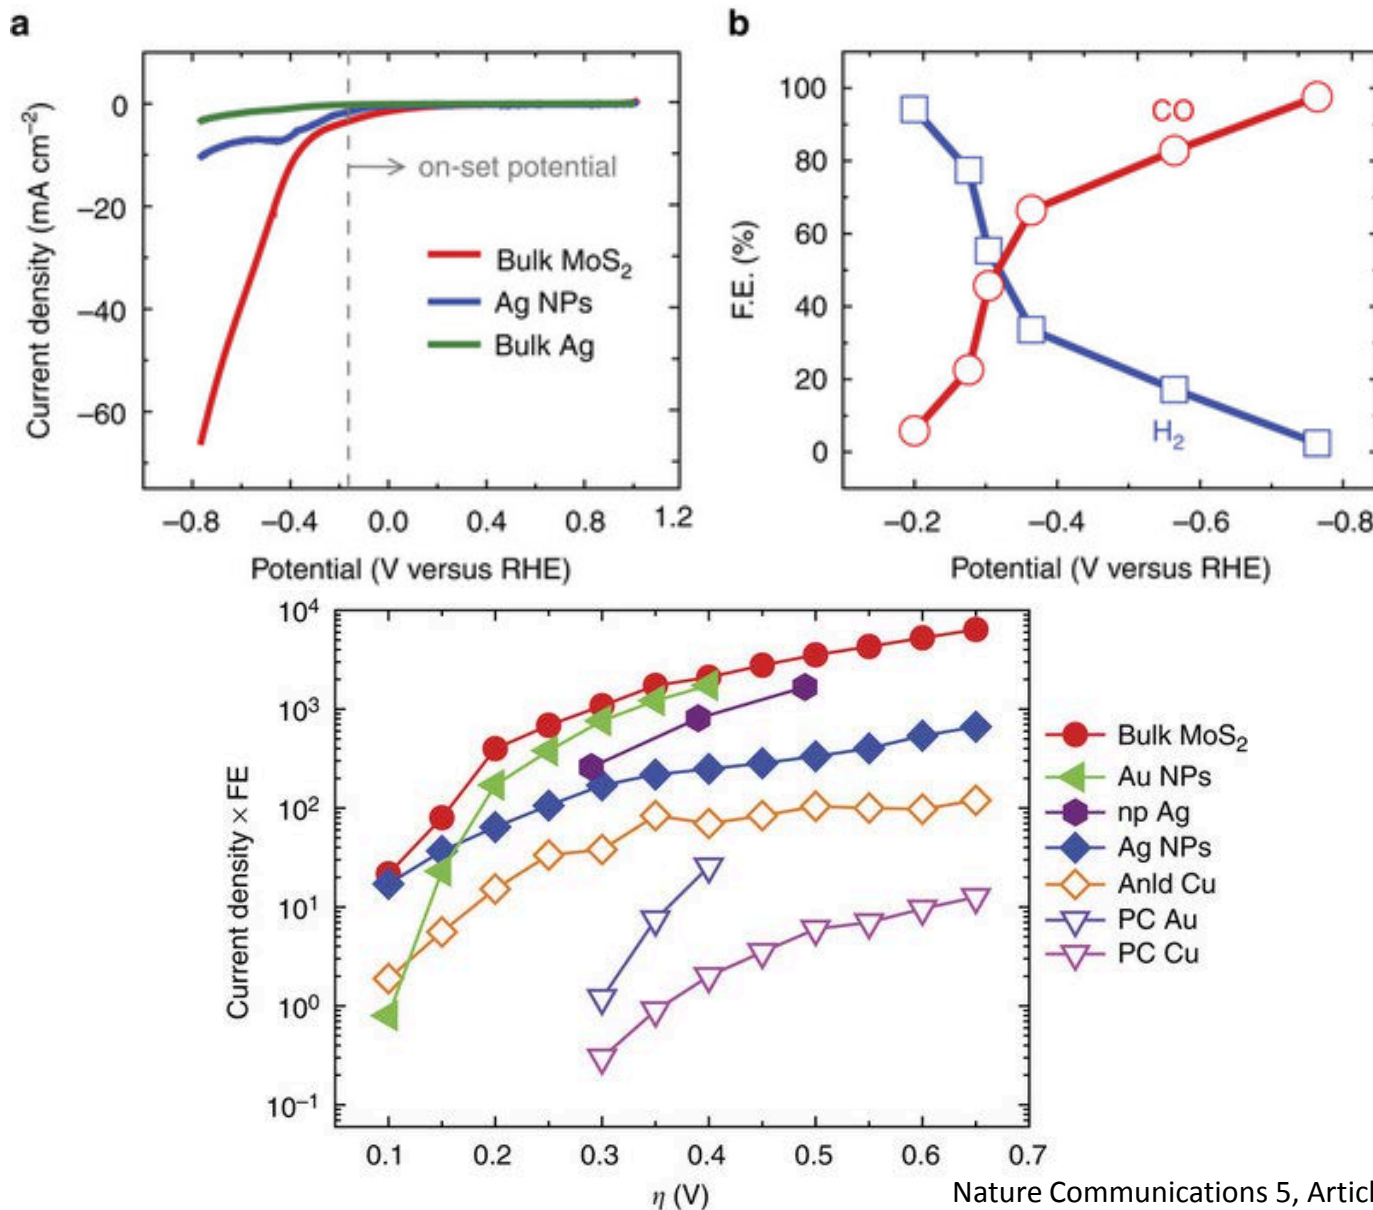 a
0
−20
−40
−60
Current density (mA cm⁻²)
on-set potential
Bulk MoS₂
Ag NPs
Bulk Ag
−0.8 −0.4 0.0 0.4 0.8 1.2
Potential (V versus RHE)
b
100
80
60
40
20
0
F.E. (%)
CO
H₂
−0.2 −0.4 −0.6 −0.8
Potential (V versus RHE)
10⁴
10³
10²
10¹
10⁰
10⁻¹
Current density × FE
0.1 0.2 0.3 0.4 0.5 0.6 0.7
η (V)
Bulk MoS₂
Au NPs
np Ag
Ag NPs
Anld Cu
PC Au
PC Cu
Nature Communications 5, Articl